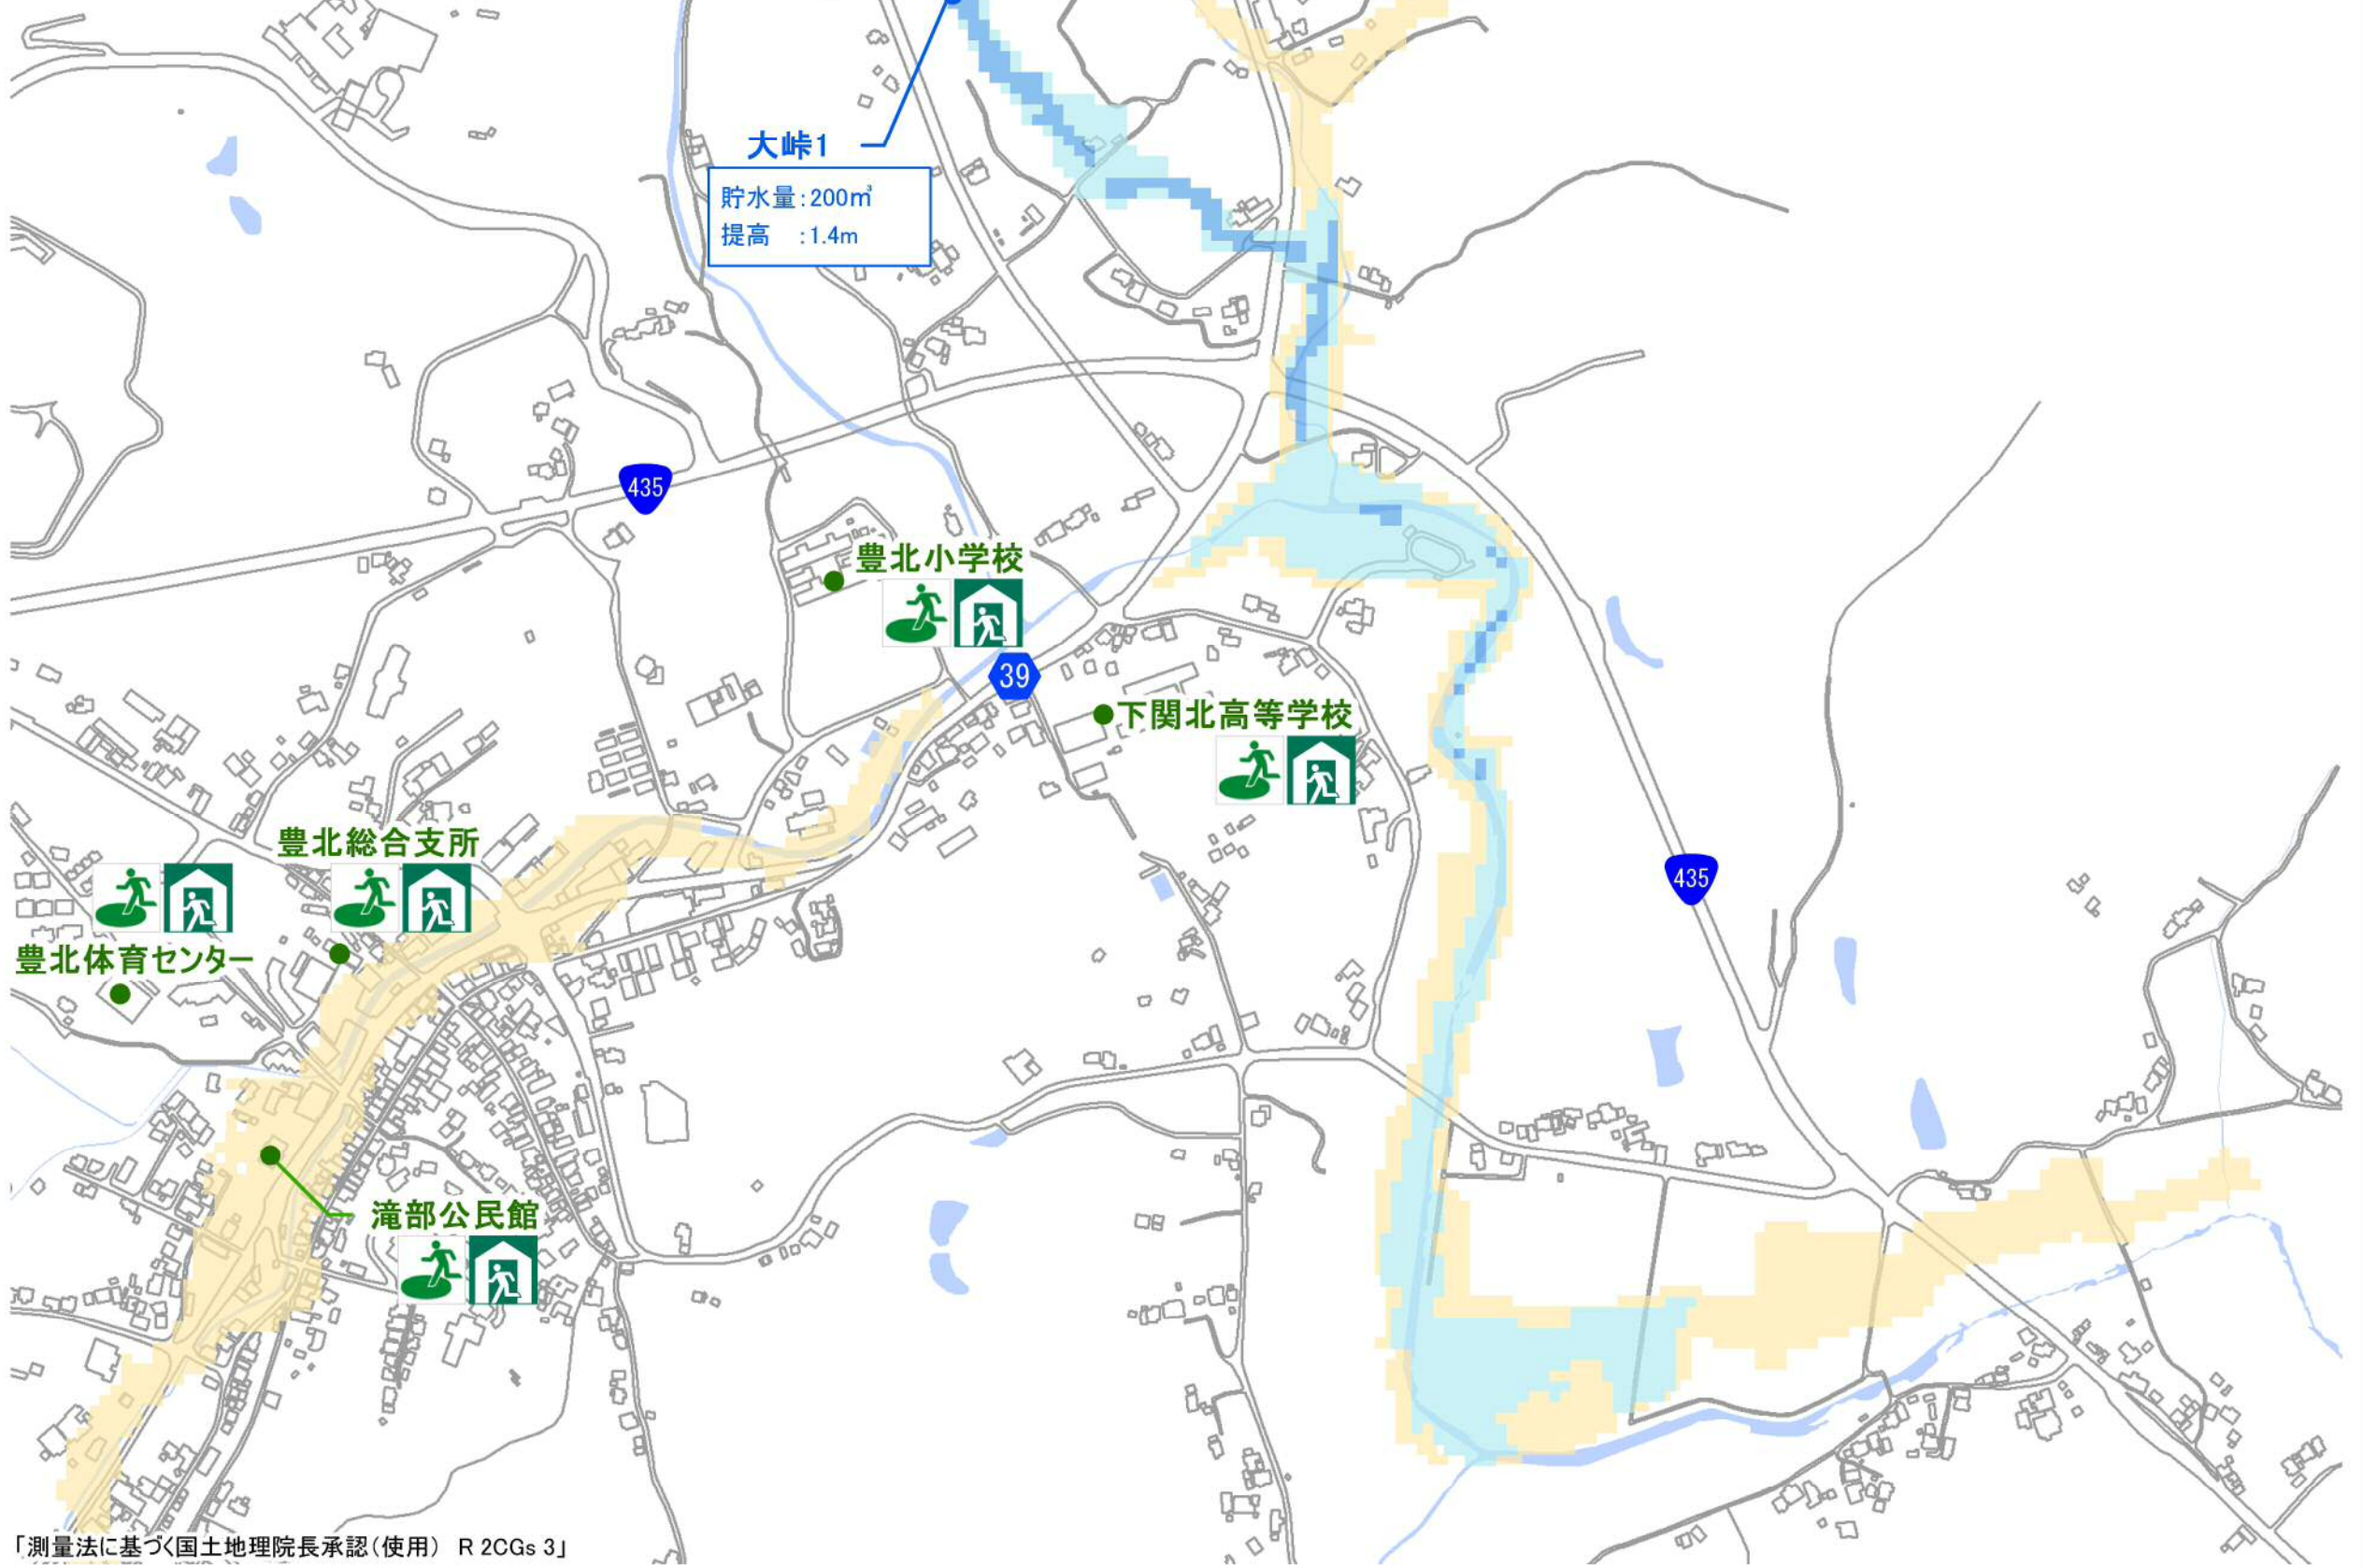 大峠1
貯水量:200㎥
提高 :1.4m
435
豊北小学校
39
下関北高等学校
豊北総合支所
435
豊北体育センター
滝部公民館
「測量法に基づく国土地理院長承認(使用) R 2CGs 3」